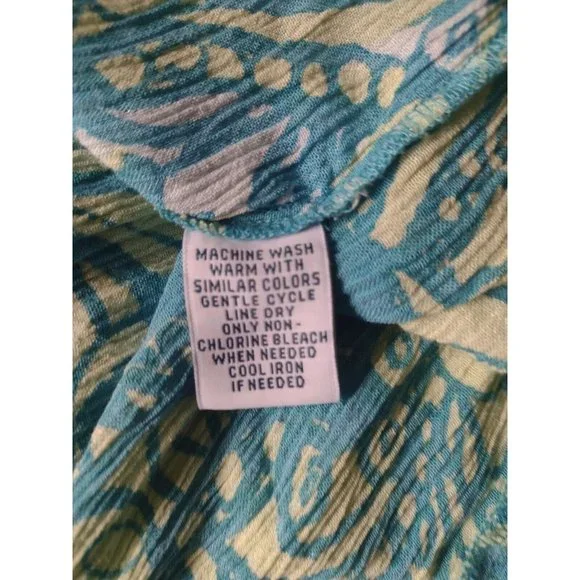 MACHINE WASH
WARM WITH
SIMILAR COLORS
GENTLE CYCLE
LINE DRY
ONLY NON-
CHLORINE BLEACH
WHEN NEEDED
COOL IRON
IF NEEDED